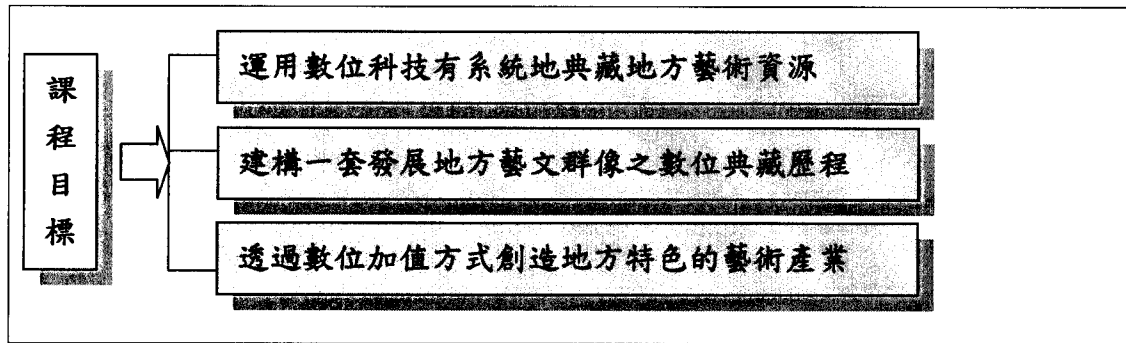 課程目標
運用數位科技有系統地典藏地方藝術資源
建構一套發展地方藝文群像之數位典藏歷程
透過數位加值方式創造地方特色的藝術產業